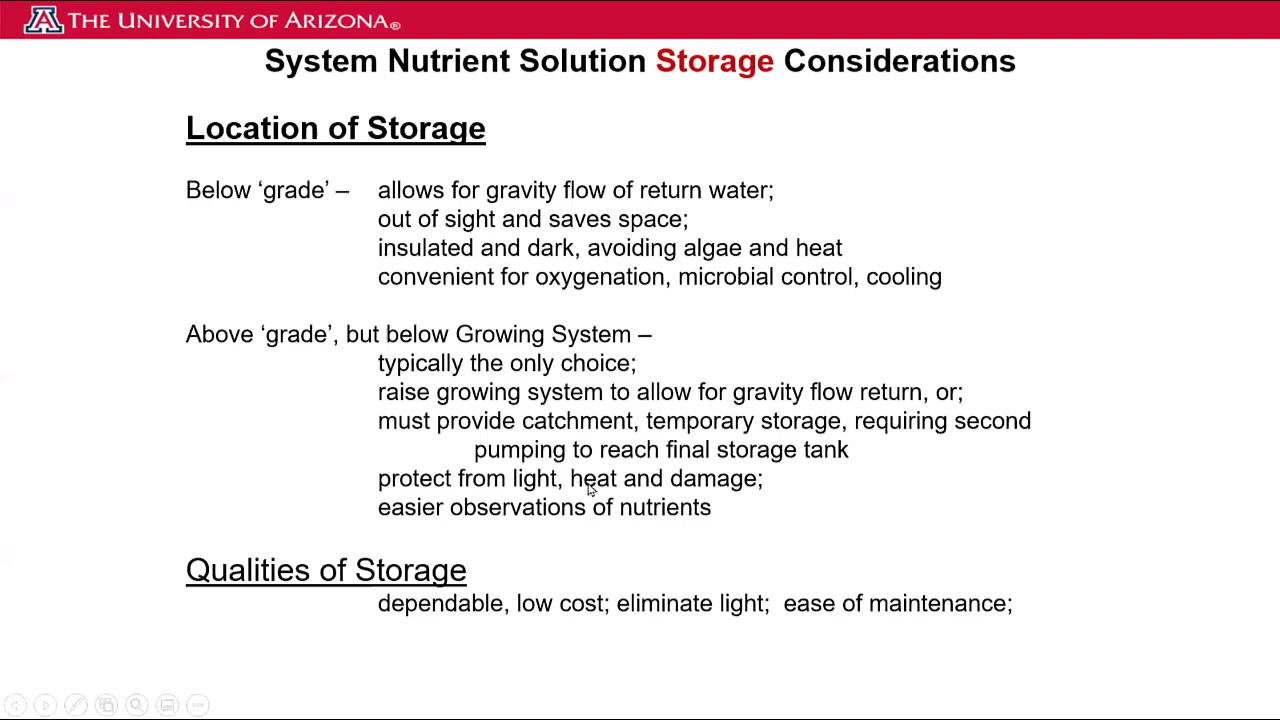 THE UNIVERSITY OF ARIZONA®
System Nutrient Solution Storage Considerations
Location of Storage
Below ‘grade’ – allows for gravity flow of return water;
out of sight and saves space;
insulated and dark, avoiding algae and heat
convenient for oxygenation, microbial control, cooling
Above ‘grade’, but below Growing System –
typically the only choice;
raise growing system to allow for gravity flow return, or;
must provide catchment, temporary storage, requiring second
pumping to reach final storage tank
protect from light, heat and damage;
easier observations of nutrients
Qualities of Storage
dependable, low cost; eliminate light; ease of maintenance;